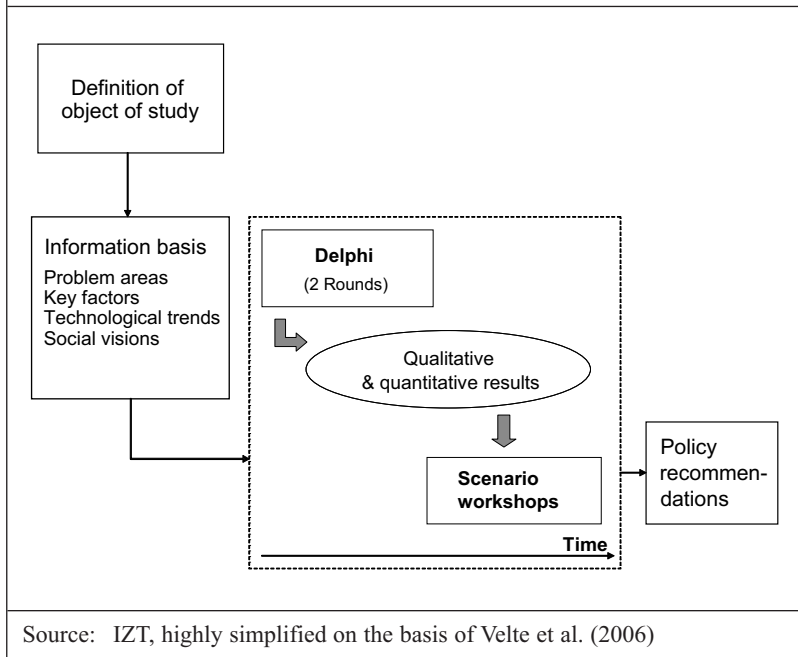 Definition of
object of study
Information basis
Problem areas
Key factors
Technological trends
Social visions
Delphi
(2 Rounds)
Qualitative
& quantitative results
Scenario
workshops
Time
Policy
recommen-
dations
Source: IZT, highly simplified on the basis of Velte et al. (2006)